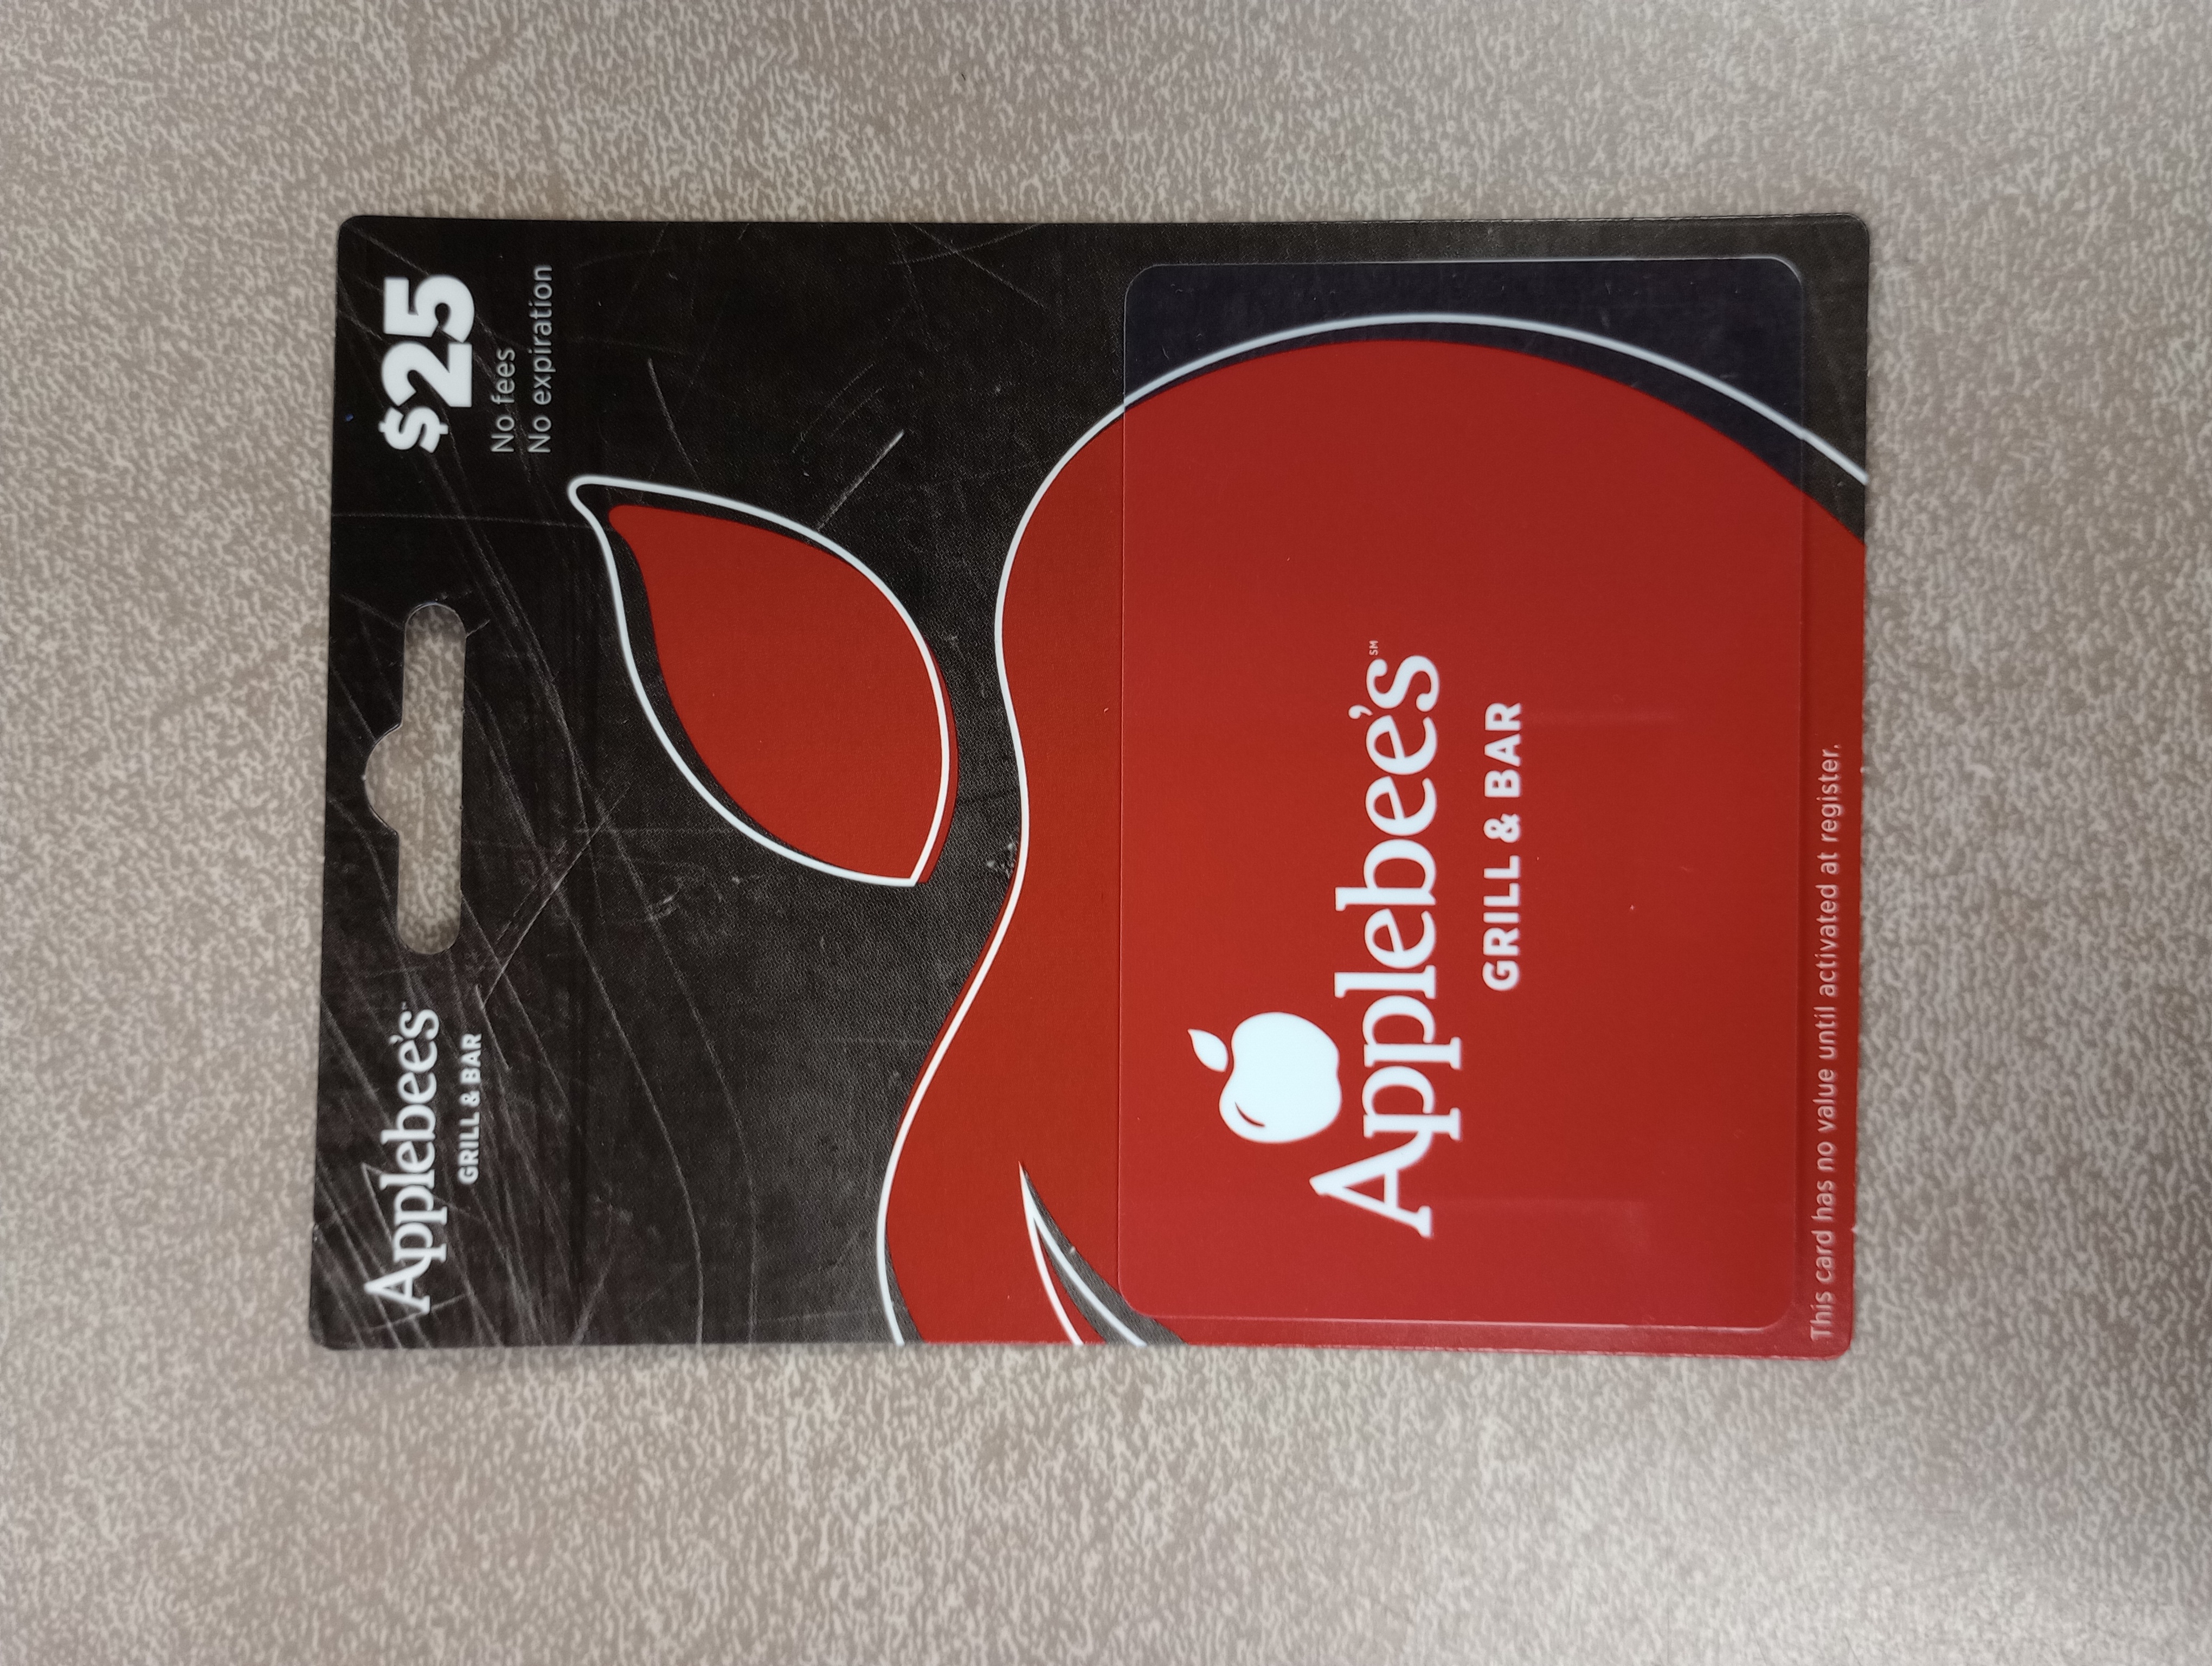 Applebee's
GRILL & BAR
$25
No fees
No expiration
Applebee's℠
GRILL & BAR
This card has no value until activated at register.